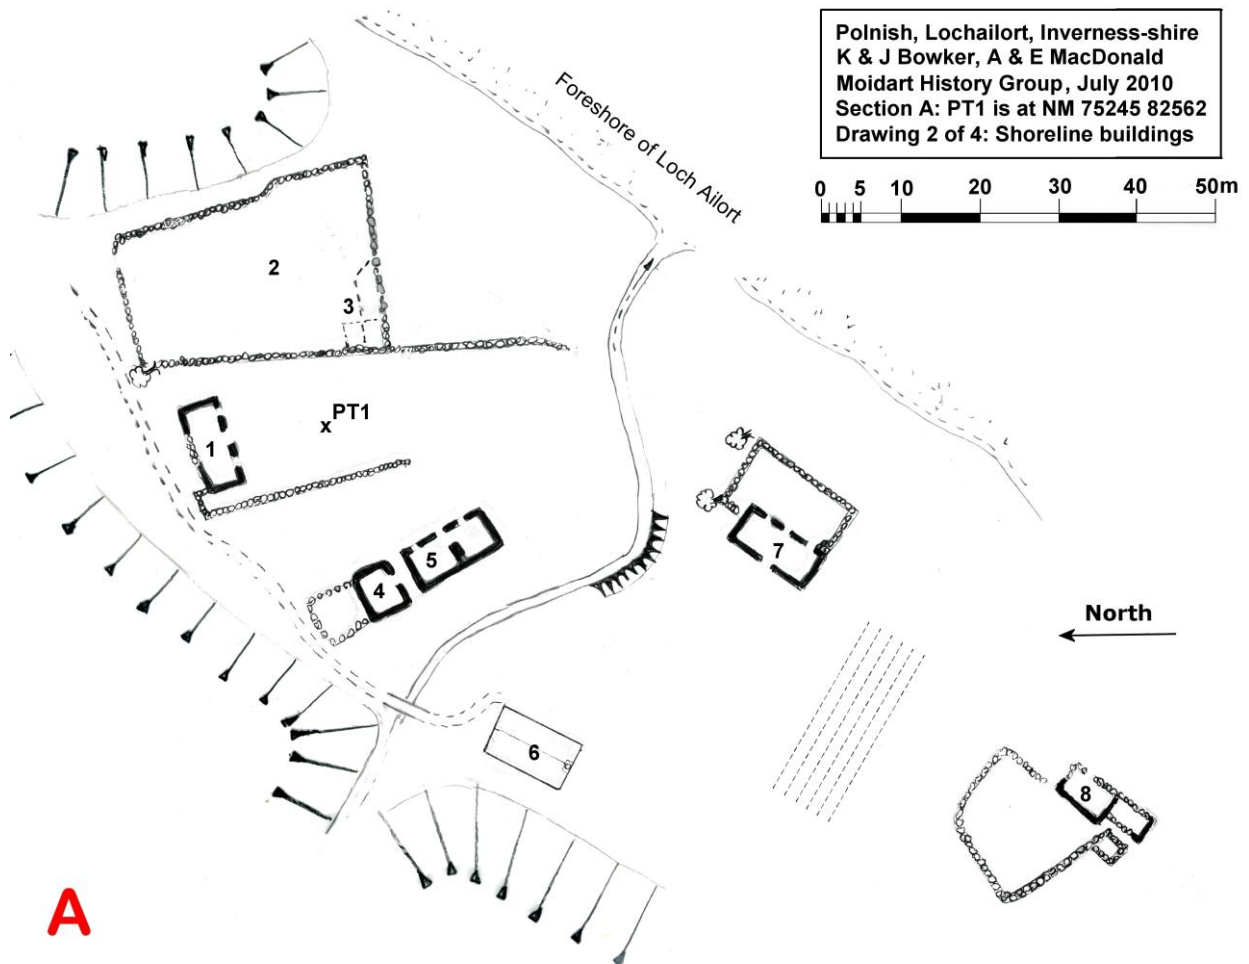 Polnish, Lochailort, Inverness-shire
K & J Bowker, A & E MacDonald
Moidart History Group, July 2010
Section A: PT1 is at NM 75245 82562
Drawing 2 of 4: Shoreline buildings
0 5 10 20 30 40 50m
Foreshore of Loch Ailort
2
3
x PT1
1
5
4
7
North
6
8
A